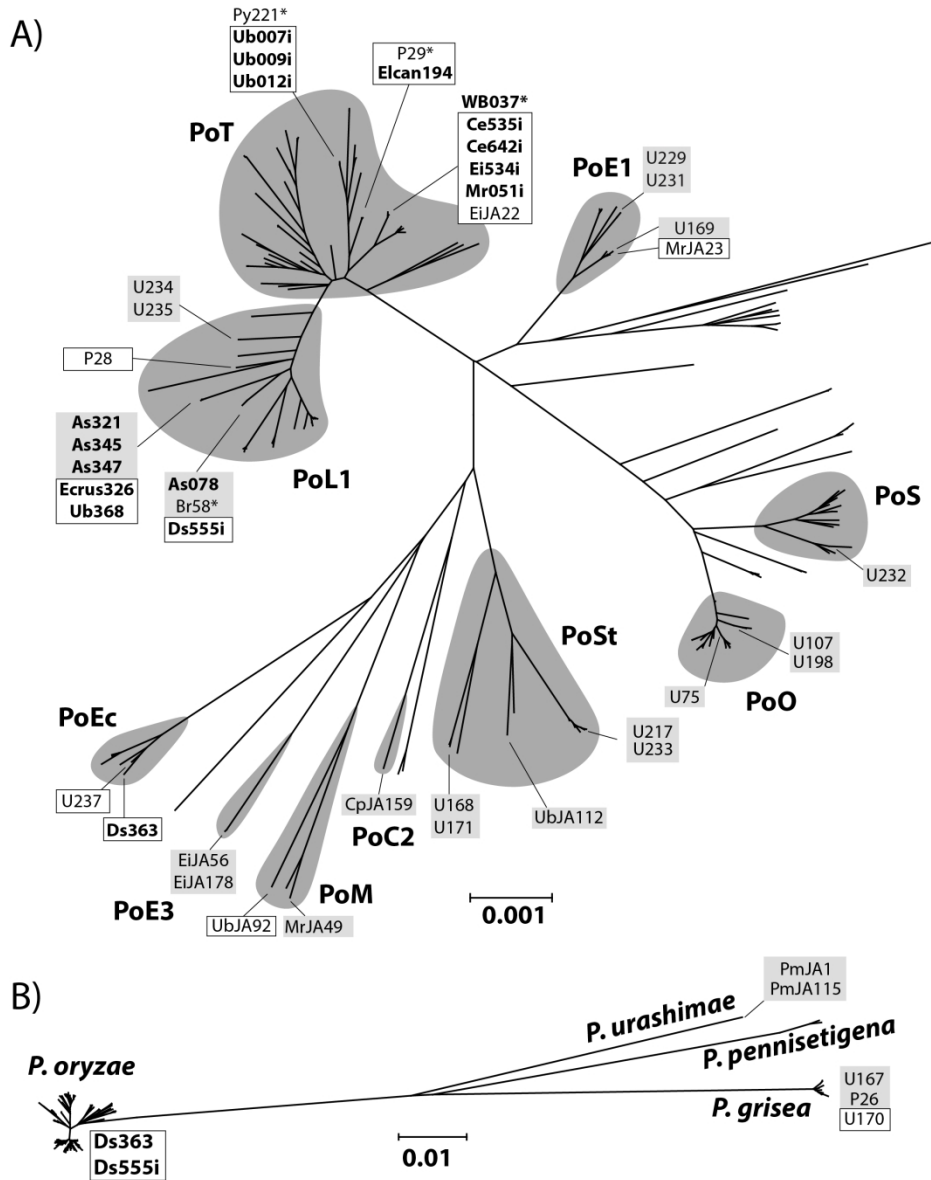 A)
Py221*
Ub007i
Ub009i
Ub012i
P29*
Elcan194
WB037*
Ce535i
Ce642i
Ei534i
Mr051i
EiJA22
PoT
PoE1
U229
U231
U169
MrJA23
U234
U235
P28
As321
As345
As347
Ecrus326
Ub368
As078
Br58*
Ds555i
PoL1
PoS
U232
PoSt
U107
U198
U75
PoO
PoEc
U237
Ds363
U217
U233
CpJA159
U168
U171
UbJA112
PoC2
EiJA56
EiJA178
PoE3
PoM
UbJA92
MrJA49
0.001
B)
PmJA1
PmJA115
P. urashimae
P. pennisetigena
P. oryzae
P. grisea
U167
P26
U170
Ds363
Ds555i
0.01